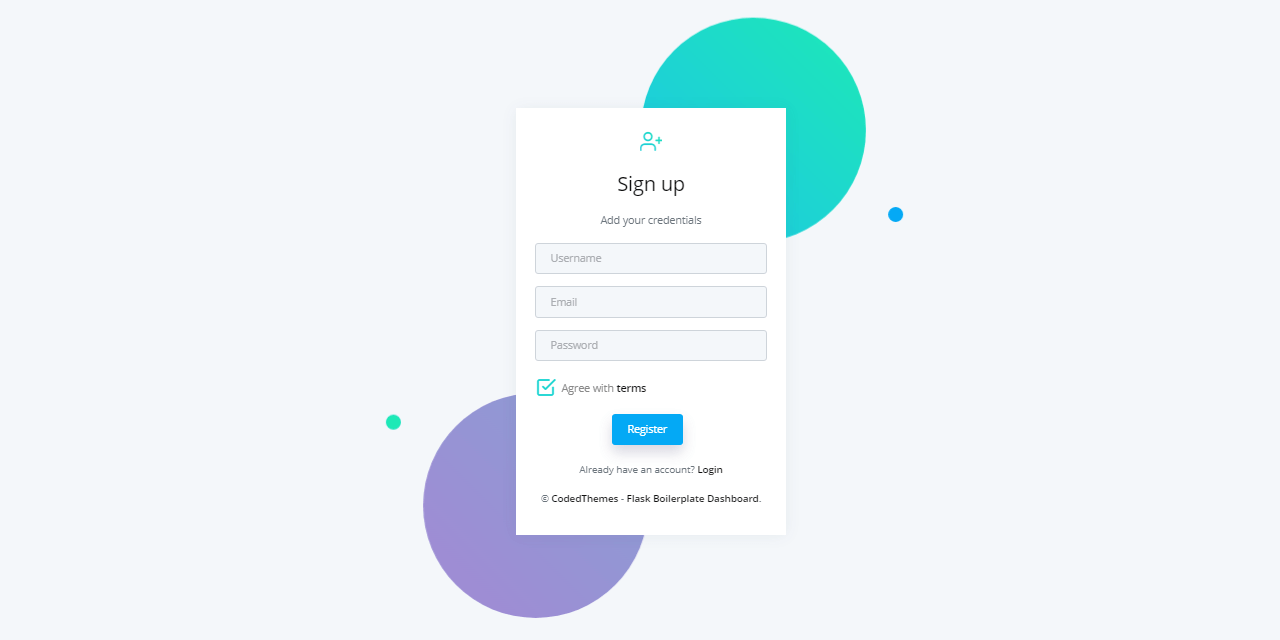 Sign up
Add your credentials
Username
Email
Password
Agree with terms
Register
Already have an account? Login
© CodedThemes - Flask Boilerplate Dashboard.